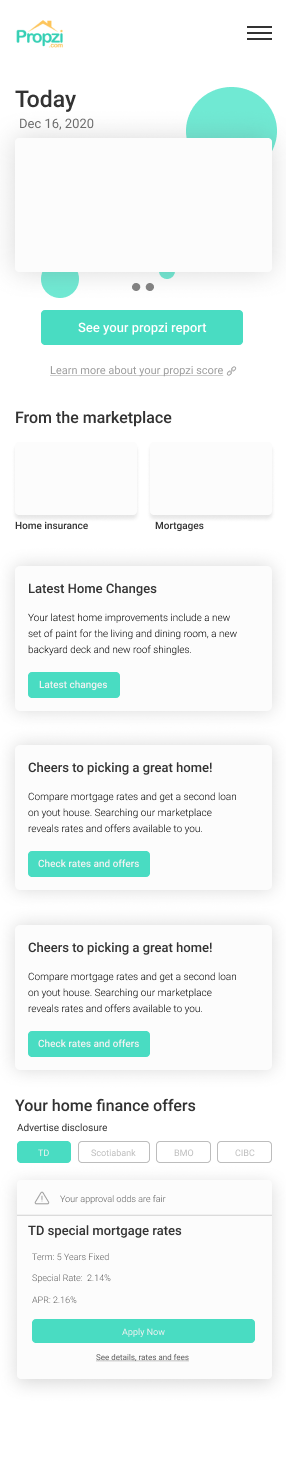 Propzi
.com
Today
Dec 16, 2020
See your propzi report
Learn more about your propzi score
From the marketplace
Home insurance
Mortgages
Latest Home Changes
Your latest home improvements include a new
set of paint for the living and dining room, a new
backyard deck and new roof shingles.
Latest changes
Cheers to picking a great home!
Compare mortgage rates and get a second loan
on yout house. Searching our marketplace
reveals rates and offers available to you.
Check rates and offers
Cheers to picking a great home!
Compare mortgage rates and get a second loan
on yout house. Searching our marketplace
reveals rates and offers available to you.
Check rates and offers
Your home finance offers
Advertise disclosure
TD
Scotiabank
BMO
CIBC
Your approval odds are fair
TD special mortgage rates
Term: 5 Years Fixed
Special Rate: 2.14%
APR: 2.16%
Apply Now
See details, rates and fees